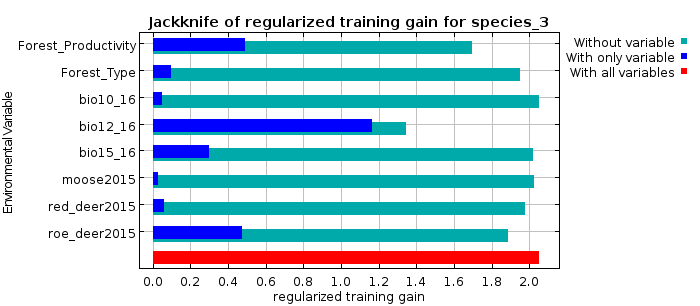 Jackknife of regularized training gain for species_3
Without variable
With only variable
With all variables
Environmental Variable
Forest_Productivity
Forest_Type
bio10_16
bio12_16
bio15_16
moose2015
red_deer2015
roe_deer2015
0.0 0.2 0.4 0.6 0.8 1.0 1.2 1.4 1.6 1.8 2.0
regularized training gain